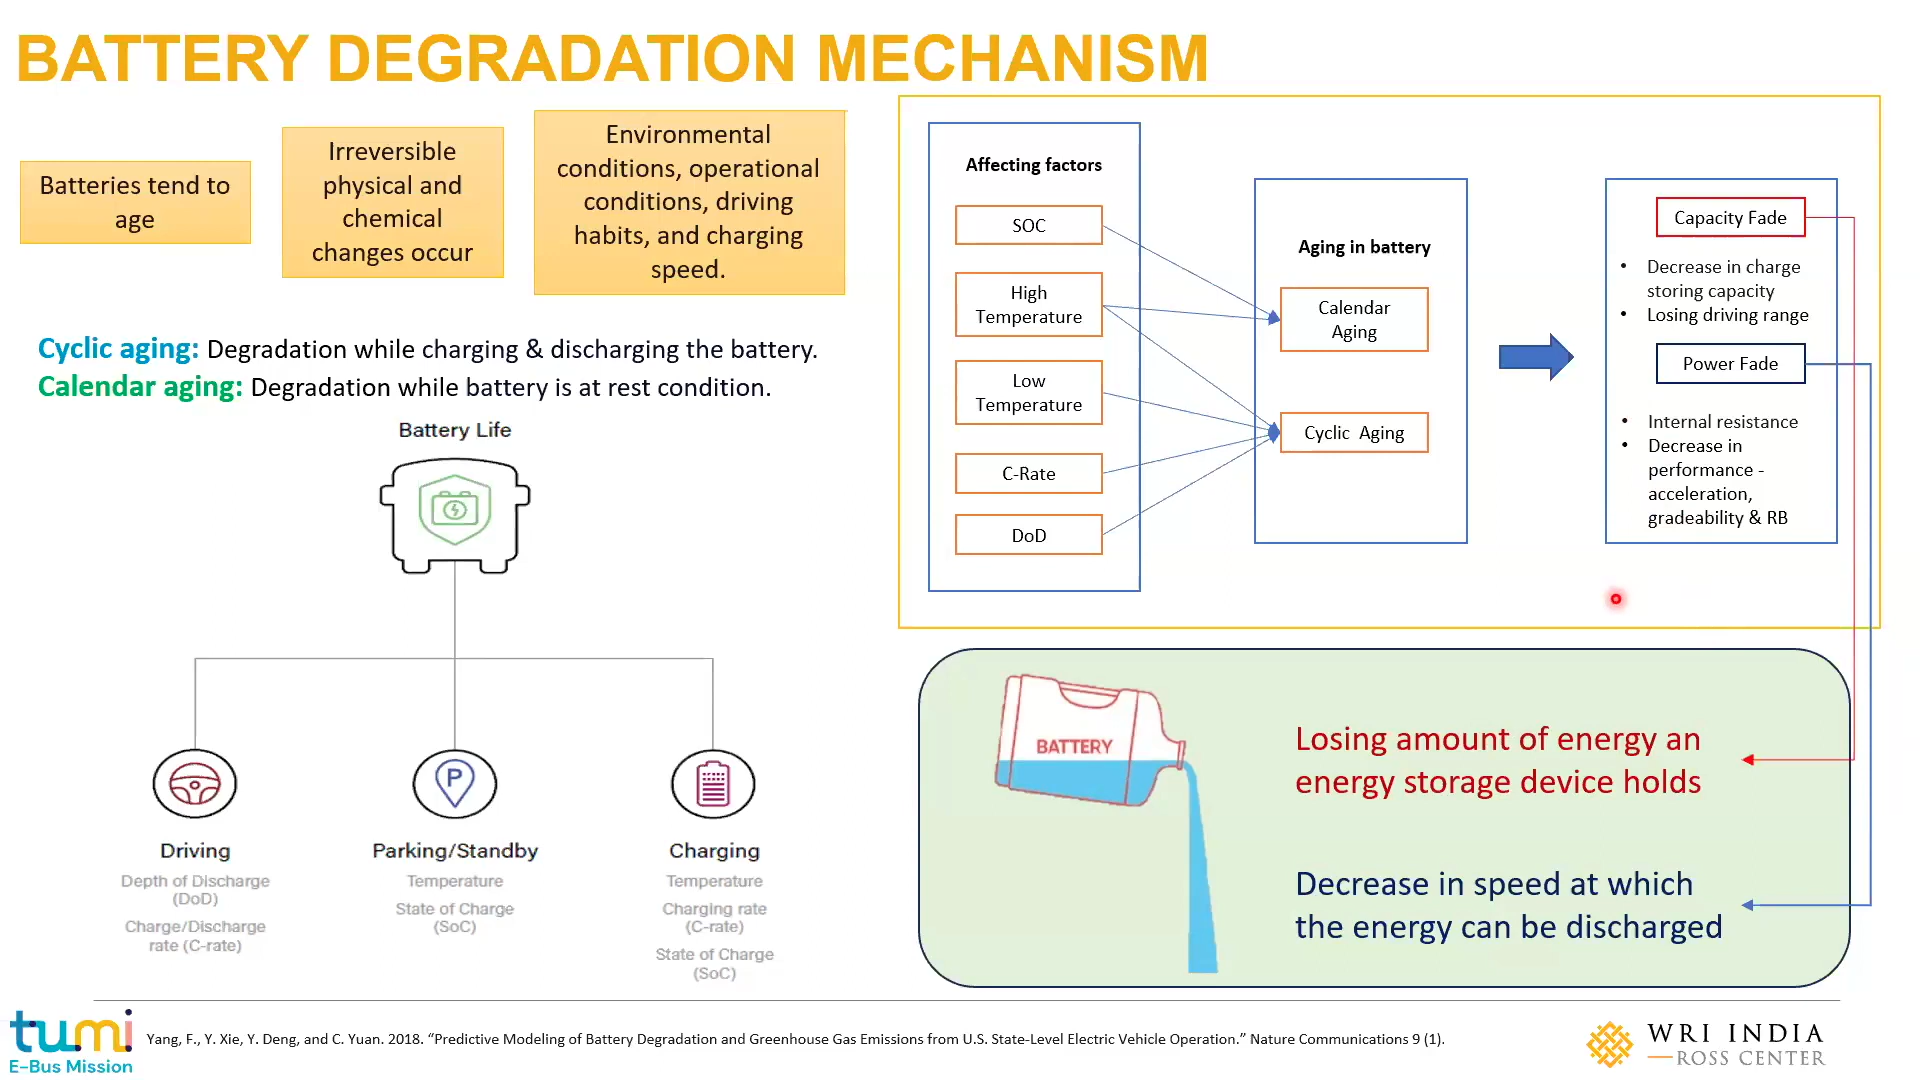 BATTERY DEGRADATION MECHANISM
Batteries tend to
age
Irreversible
physical and
chemical
changes occur
Environmental
conditions, operational
conditions, driving
habits, and charging
speed.
Cyclic aging: Degradation while charging & discharging the battery.
Calendar aging: Degradation while battery is at rest condition.
Battery Life
Driving
Depth of Discharge
(DoD)
Charge/Discharge
rate (C-rate)
Parking/Standby
P
Temperature
State of Charge
(SoC)
Charging
Temperature
Charging rate
(C-rate)
State of Charge
(SoC)
Affecting factors
SOC
High
Temperature
Low
Temperature
C-Rate
DoD
Aging in battery
Calendar
Aging
Cyclic Aging
Capacity Fade
• Decrease in charge
storing capacity
• Losing driving range
Power Fade
• Internal resistance
• Decrease in
performance -
acceleration,
gradeability & RB
BATTERY
Losing amount of energy an
energy storage device holds
Decrease in speed at which
the energy can be discharged
tumi
E-Bus Mission
Yang, F., Y. Xie, Y. Deng, and C. Yuan. 2018. “Predictive Modeling of Battery Degradation and Greenhouse Gas Emissions from U.S. State-Level Electric Vehicle Operation.” Nature Communications 9 (1).
WRI INDIA
ROSS CENTER